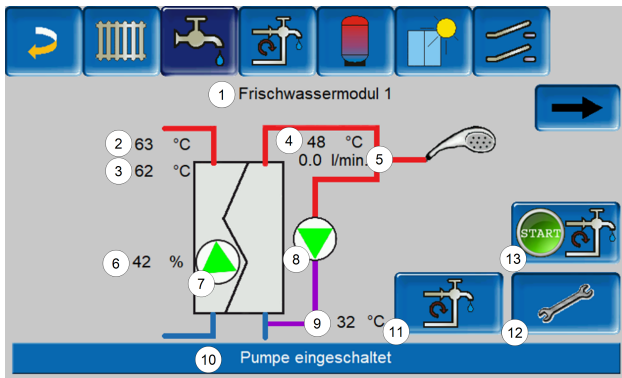 1 Frischwassermodul 1
2 63 °C
4 48 °C
3 62 °C
0.0 l/min. 5
START
13
6 42 %
7
8
9 32 °C
11
12
10 Pumpe eingeschaltet